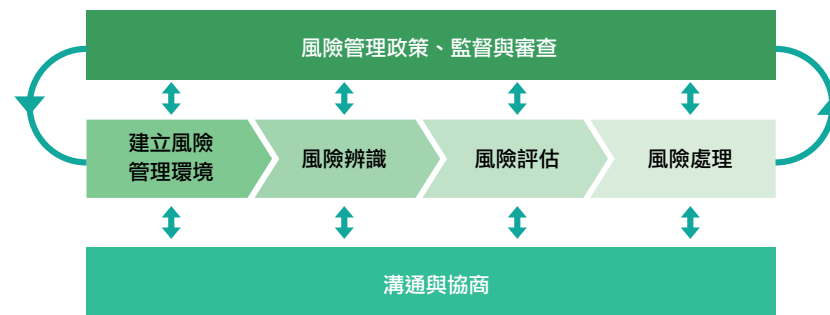 風險管理政策、監督與審查
建立風險
管理環境
風險辨識
風險評估
風險處理
溝通與協商